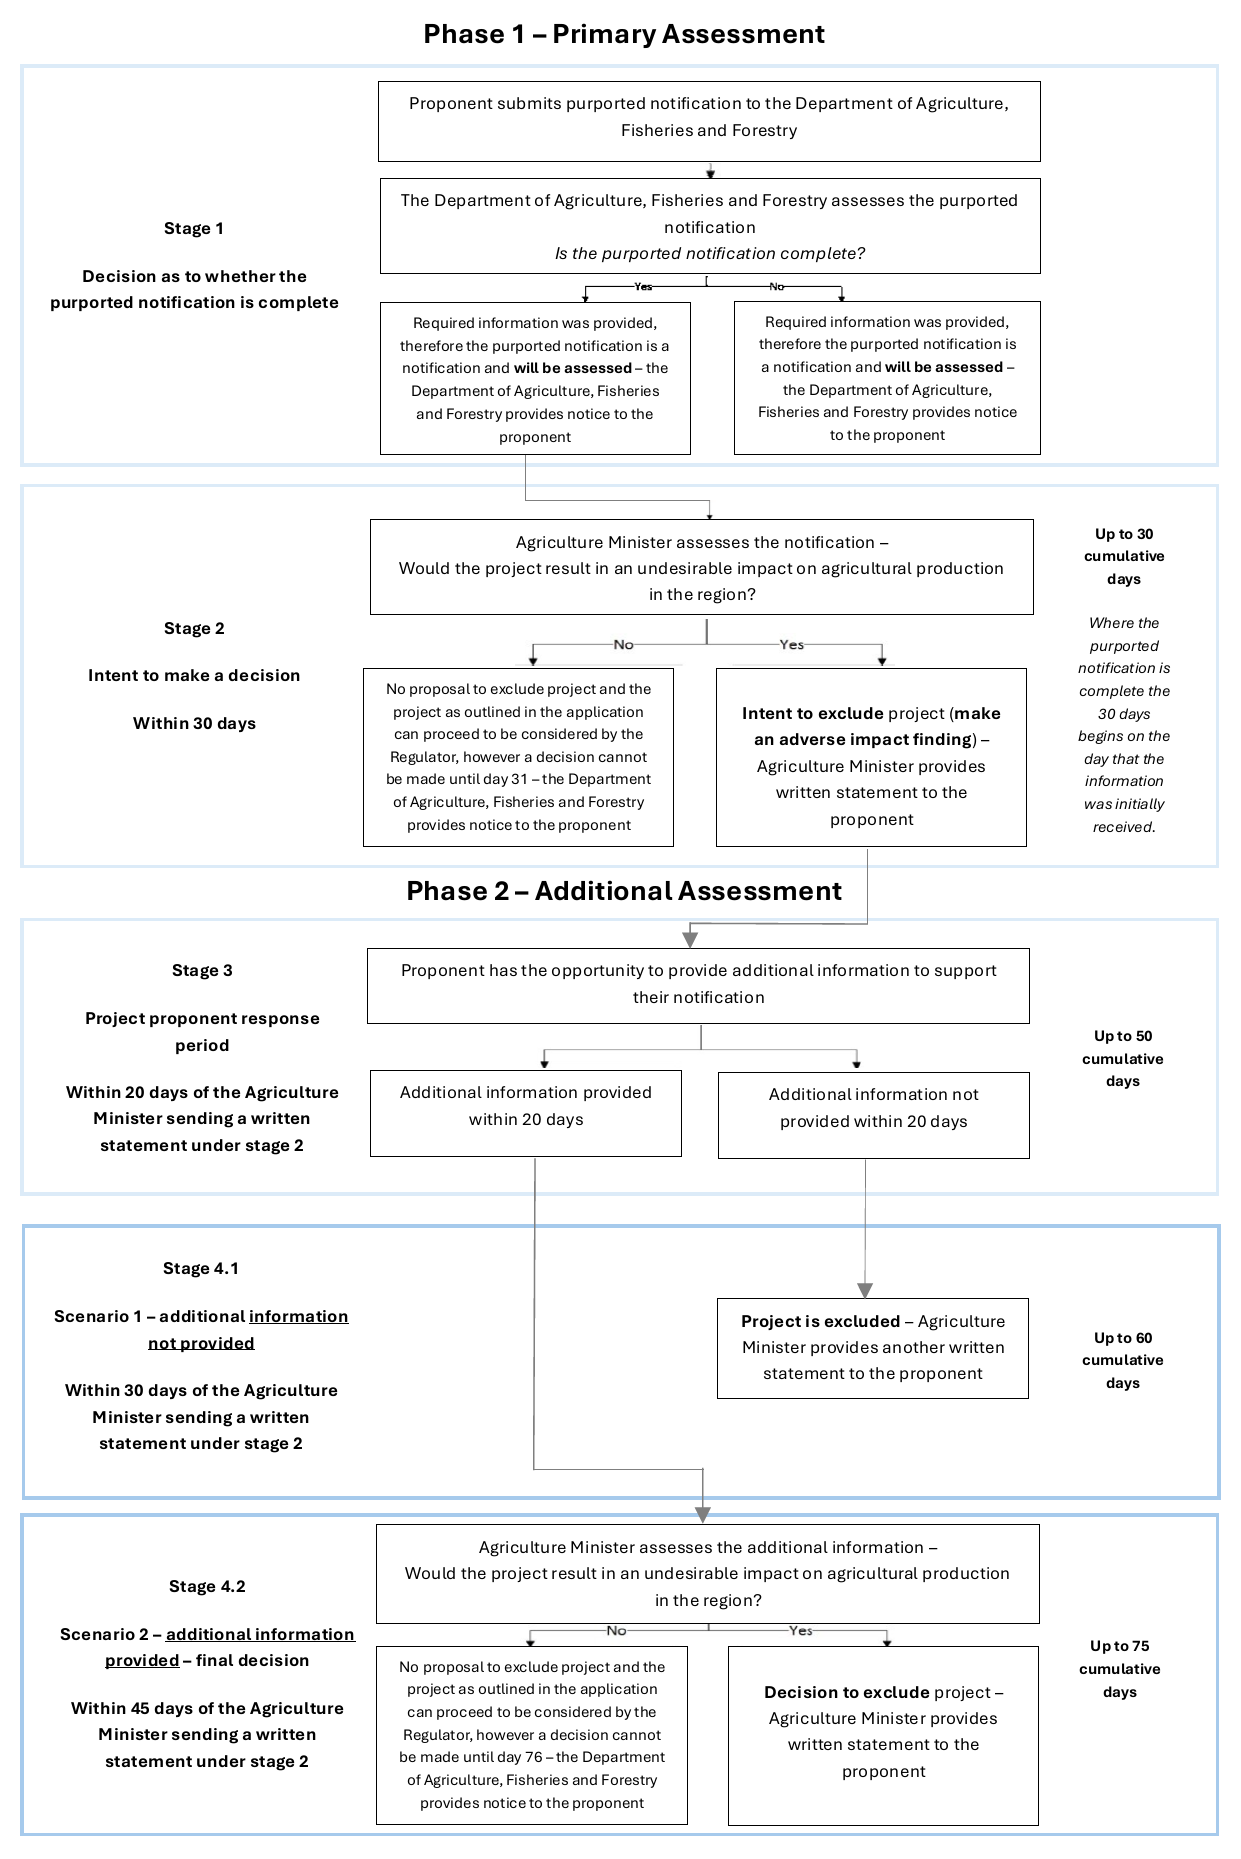 Phase 1 – Primary Assessment
Stage 1
Decision as to whether the
purported notification is complete
Proponent submits purported notification to the Department of Agriculture,
Fisheries and Forestry
The Department of Agriculture, Fisheries and Forestry assesses the purported
notification
Is the purported notification complete?
Yes
No
Required information was provided,
therefore the purported notification is a
notification and will be assessed – the
Department of Agriculture, Fisheries
and Forestry provides notice to the
proponent
Required information was provided,
therefore the purported notification is
a notification and will be assessed –
the Department of Agriculture,
Fisheries and Forestry provides notice
to the proponent
Stage 2
Intent to make a decision
Within 30 days
Agriculture Minister assesses the notification –
Would the project result in an undesirable impact on agricultural production
in the region?
No
Yes
No proposal to exclude project and the
project as outlined in the application
can proceed to be considered by the
Regulator, however a decision cannot
be made until day 31 – the Department
of Agriculture, Fisheries and Forestry
provides notice to the proponent
Intent to exclude project (make
an adverse impact finding) –
Agriculture Minister provides
written statement to the
proponent
Up to 30
cumulative
days
Where the
purported
notification is
complete the
30 days
begins on the
day that the
information
was initially
received.
Phase 2 – Additional Assessment
Stage 3
Project proponent response
period
Within 20 days of the Agriculture
Minister sending a written
statement under stage 2
Proponent has the opportunity to provide additional information to support
their notification
Additional information provided
within 20 days
Additional information not
provided within 20 days
Up to 50
cumulative
days
Stage 4.1
Scenario 1 – additional information
not provided
Within 30 days of the Agriculture
Minister sending a written
statement under stage 2
Project is excluded – Agriculture
Minister provides another written
statement to the proponent
Up to 60
cumulative
days
Stage 4.2
Scenario 2 – additional information
provided – final decision
Within 45 days of the Agriculture
Minister sending a written
statement under stage 2
Agriculture Minister assesses the additional information –
Would the project result in an undesirable impact on agricultural production
in the region?
No
Yes
No proposal to exclude project and the
project as outlined in the application
can proceed to be considered by the
Regulator, however a decision cannot
be made until day 76 – the Department
of Agriculture, Fisheries and Forestry
provides notice to the proponent
Decision to exclude project –
Agriculture Minister provides
written statement to the
proponent
Up to 75
cumulative
days